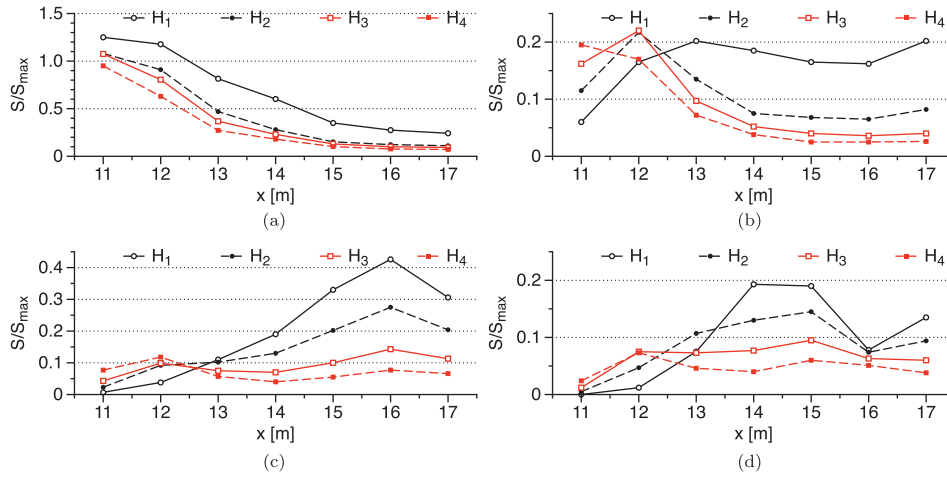 H1 H2 H3 H4
S/Smax
1.5
1.0
0.5
0
11 12 13 14 15 16 17
x [m]
(a)
H1 H2 H3 H4
S/Smax
0.2
0.1
0
11 12 13 14 15 16 17
x [m]
(b)
H1 H2 H3 H4
S/Smax
0.4
0.3
0.2
0.1
0
11 12 13 14 15 16 17
x [m]
(c)
H1 H2 H3 H4
S/Smax
0.2
0.1
0
11 12 13 14 15 16 17
x [m]
(d)